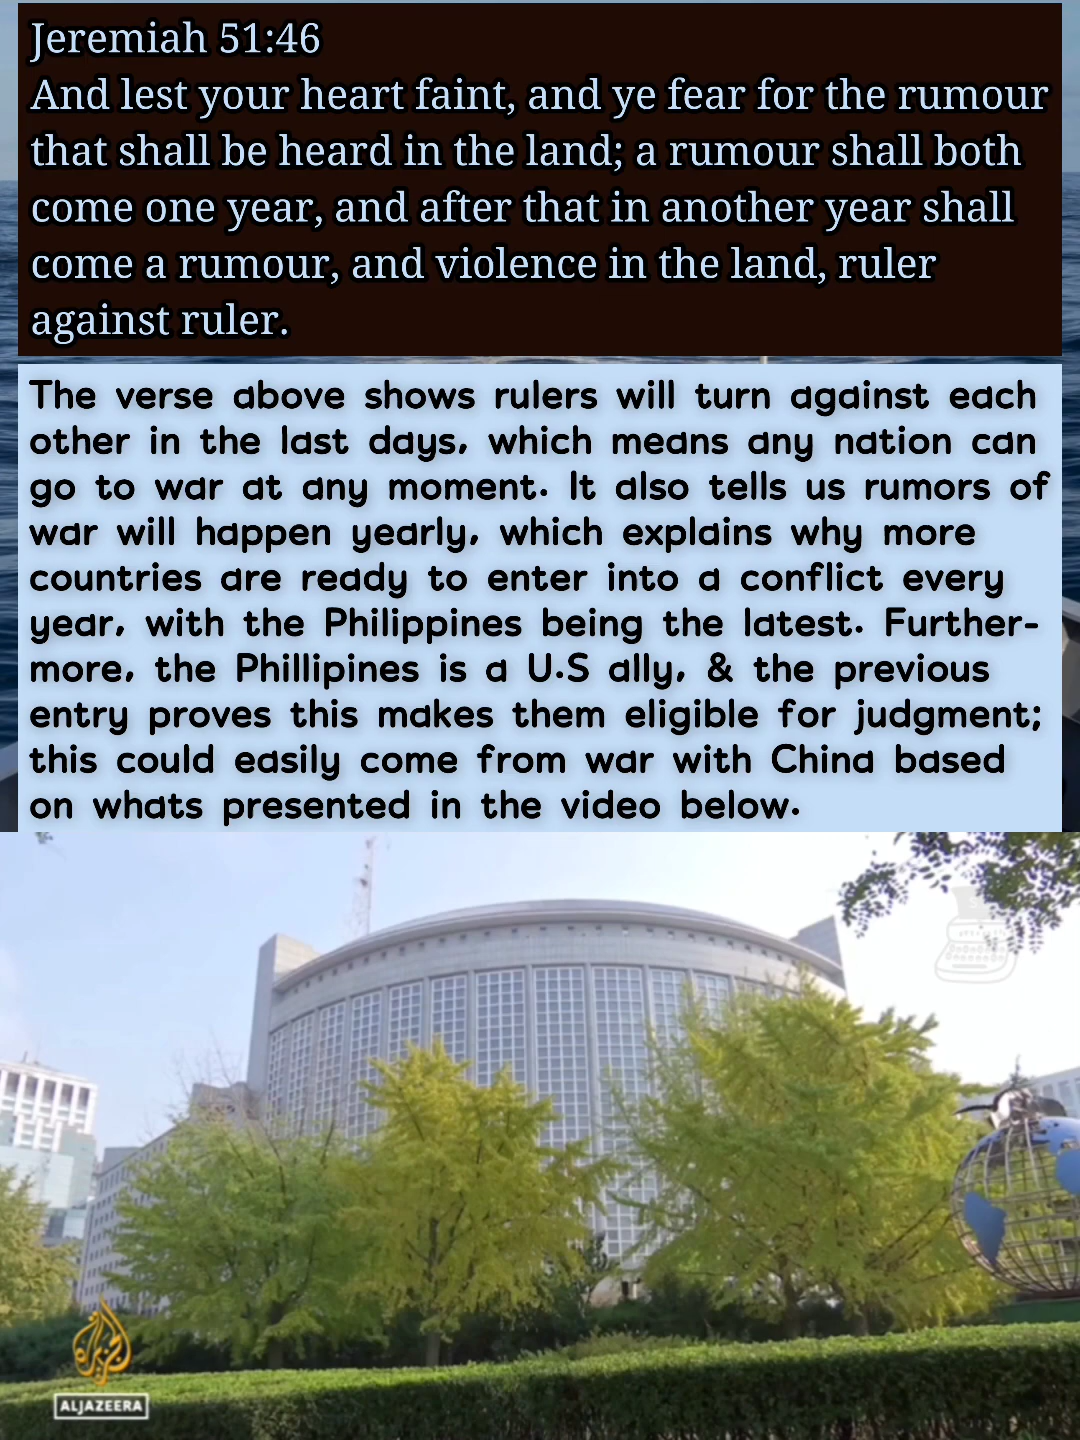 Jeremiah 51:46
And lest your heart faint, and ye fear for the rumour
that shall be heard in the land; a rumour shall both
come one year, and after that in another year shall
come a rumour, and violence in the land, ruler
against ruler.
The verse above shows rulers will turn against each
other in the last days, which means any nation can
go to war at any moment. It also tells us rumors of
war will happen yearly, which explains why more
countries are ready to enter into a conflict every
year, with the Philippines being the latest. Further-
more, the Phillipines is a U.S ally, & the previous
entry proves this makes them eligible for judgment;
this could easily come from war with China based
on whats presented in the video below.
ALJAZEERA